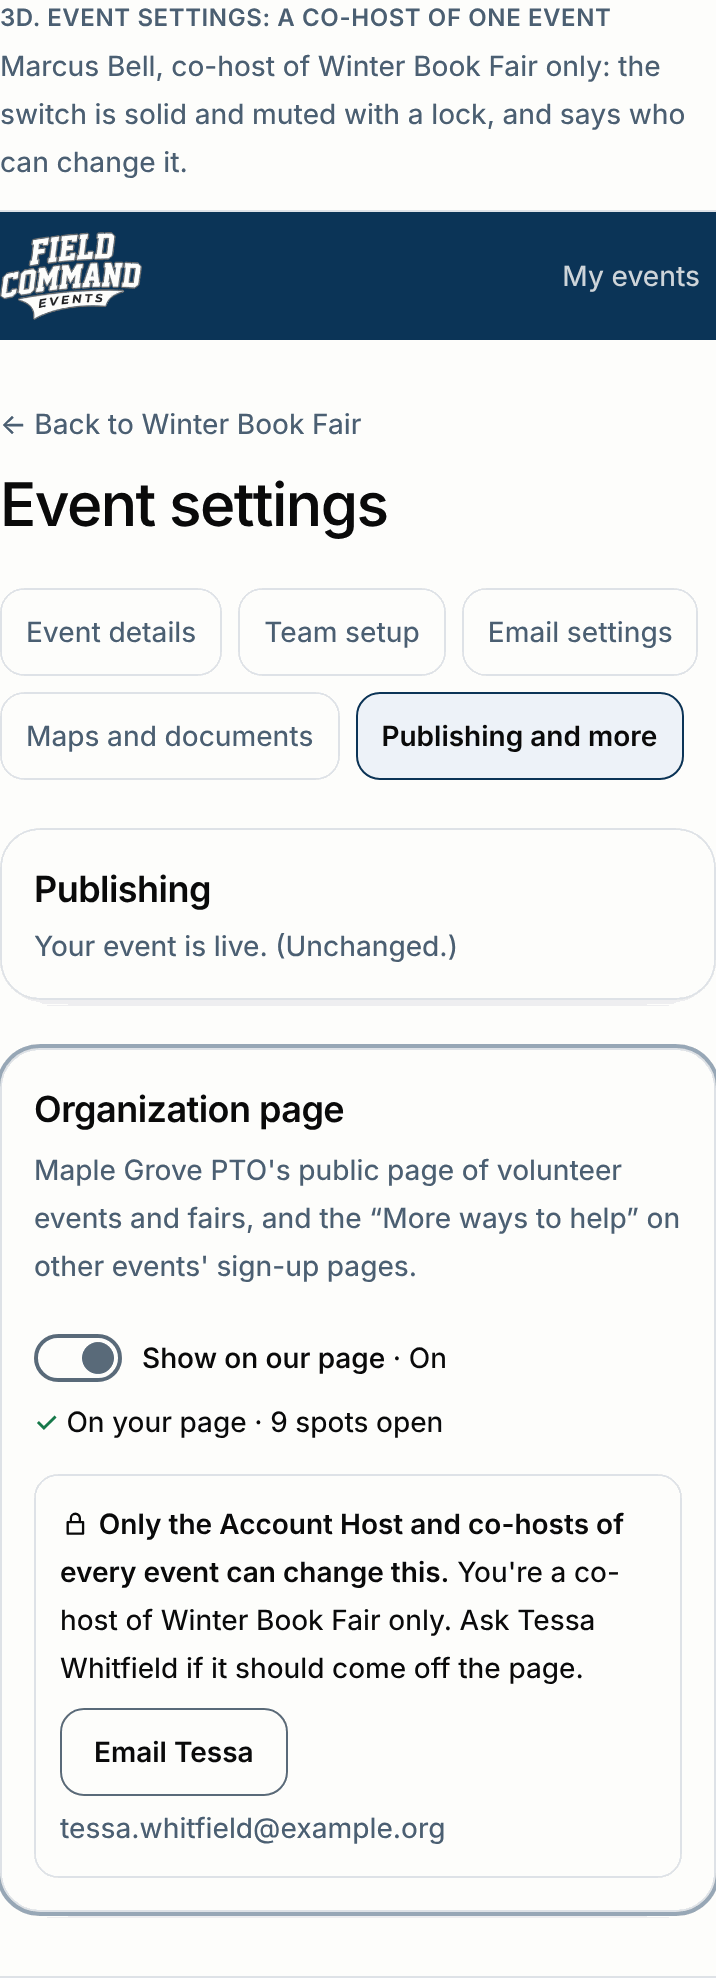 3D. EVENT SETTINGS: A CO-HOST OF ONE EVENT
Marcus Bell, co-host of Winter Book Fair only: the
switch is solid and muted with a lock, and says who
can change it.
FIELD
COMMAND
EVENTS
My events
← Back to Winter Book Fair
Event settings
Event details
Team setup
Email settings
Maps and documents
Publishing and more
Publishing
Your event is live. (Unchanged.)
Organization page
Maple Grove PTO's public page of volunteer
events and fairs, and the “More ways to help” on
other events' sign-up pages.
Show on our page · On
✓ On your page · 9 spots open
Only the Account Host and co-hosts of
every event can change this. You're a co-
host of Winter Book Fair only. Ask Tessa
Whitfield if it should come off the page.
Email Tessa
tessa.whitfield@example.org